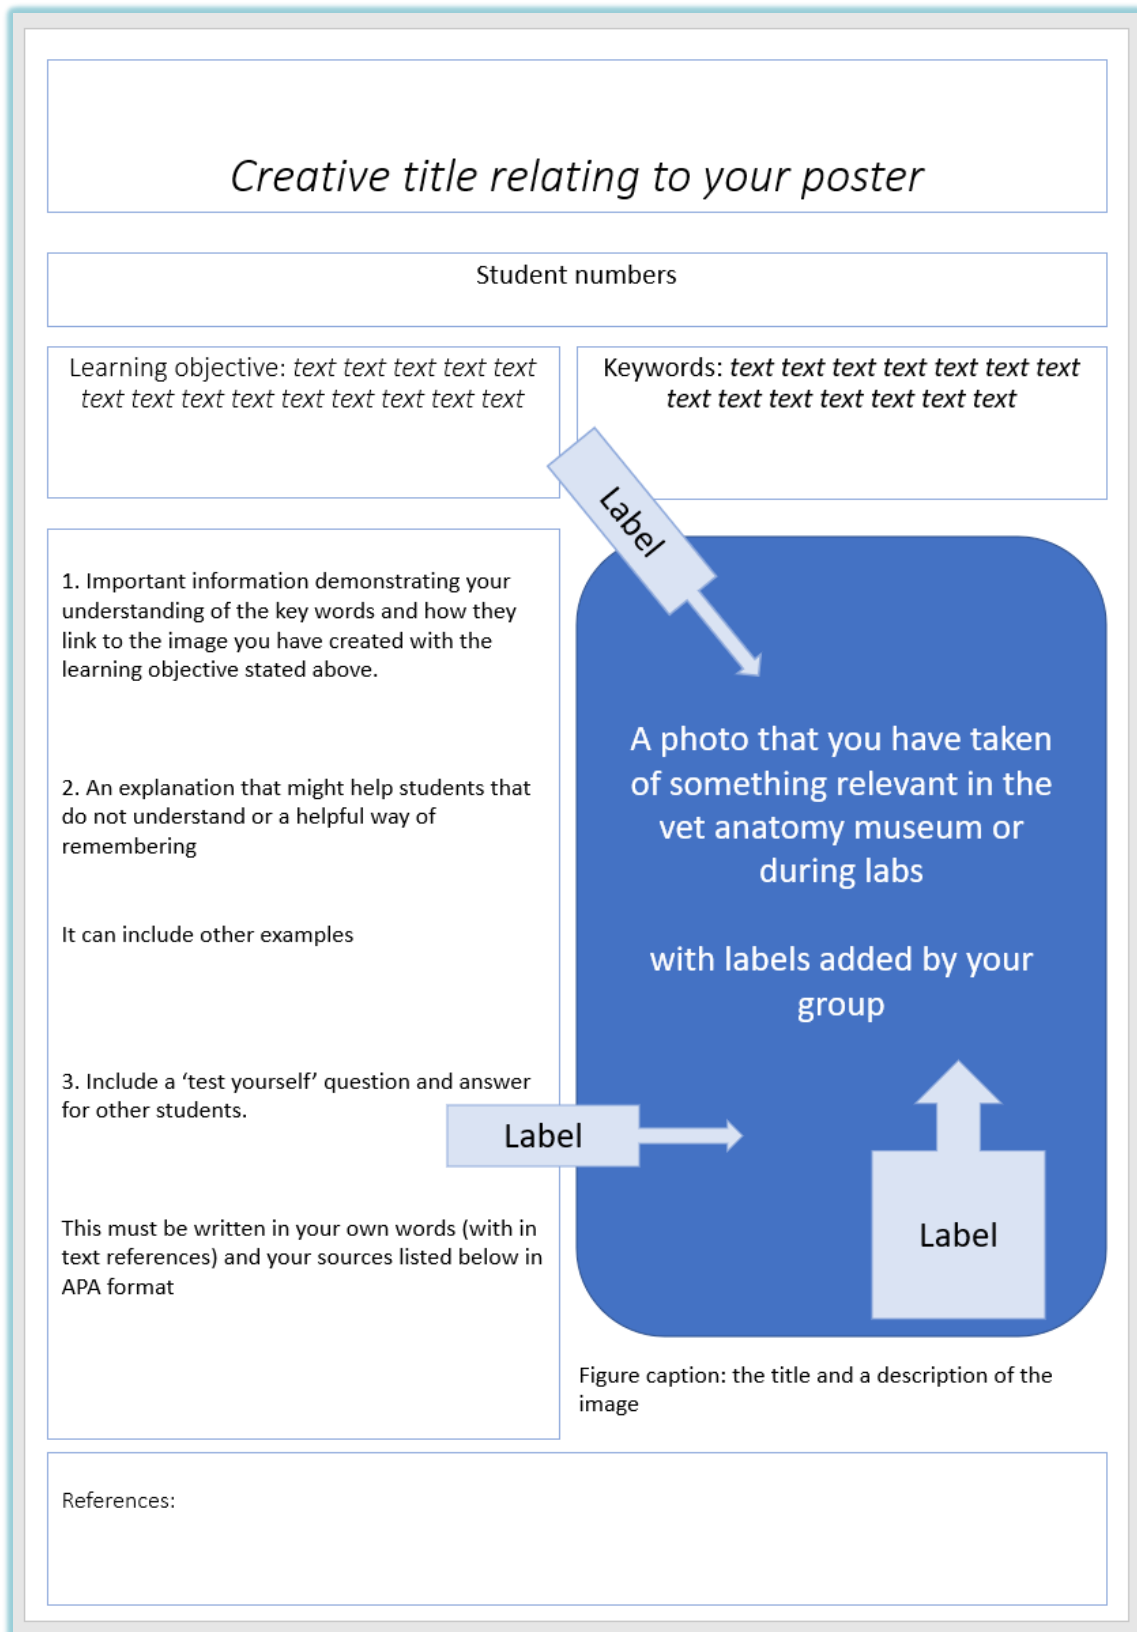 Creative title relating to your poster
Student numbers
Learning objective: text text text text text
text text text text text text text text text
Keywords: text text text text text text text
text text text text text text text
Label
1. Important information demonstrating your
understanding of the key words and how they
link to the image you have created with the
learning objective stated above.
2. An explanation that might help students that
do not understand or a helpful way of
remembering
It can include other examples
3. Include a ‘test yourself’ question and answer
for other students.
This must be written in your own words (with in
text references) and your sources listed below in
APA format
A photo that you have taken
of something relevant in the
vet anatomy museum or
during labs
with labels added by your
group
Label
Label
Figure caption: the title and a description of the
image
References: